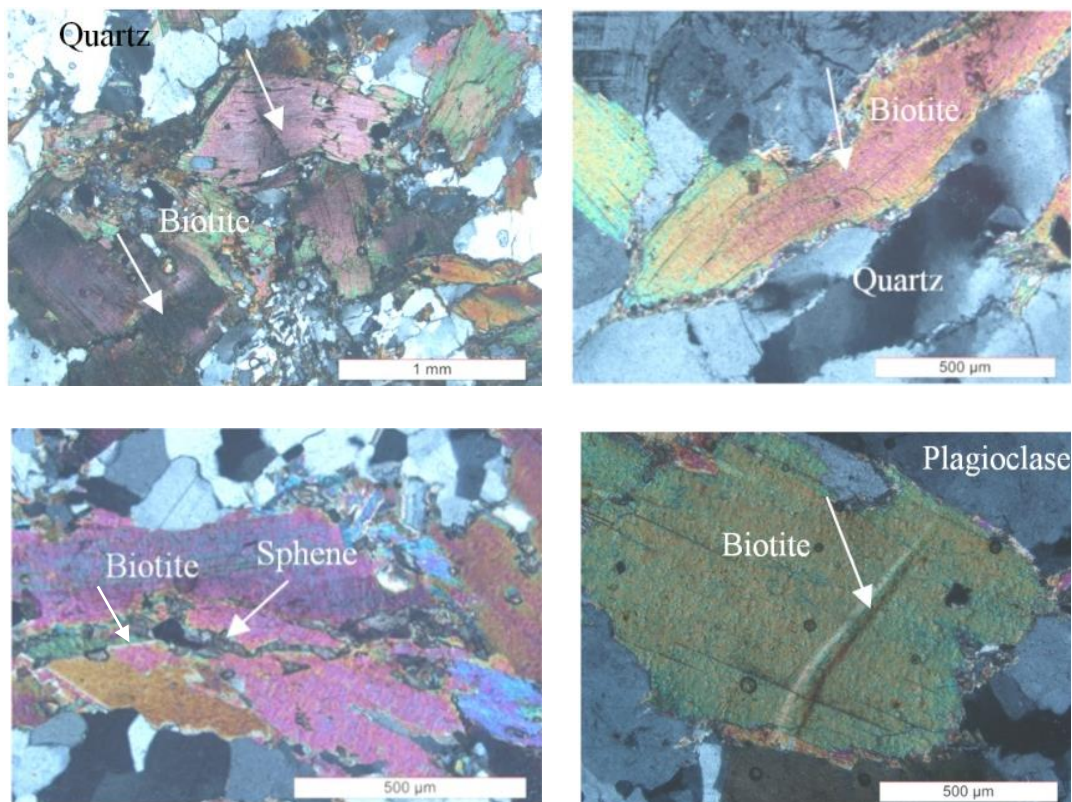 Quartz
Biotite
1 mm
Biotite
Quartz
500 µm
Biotite
Sphene
500 µm
Plagioclase
Biotite
500 µm